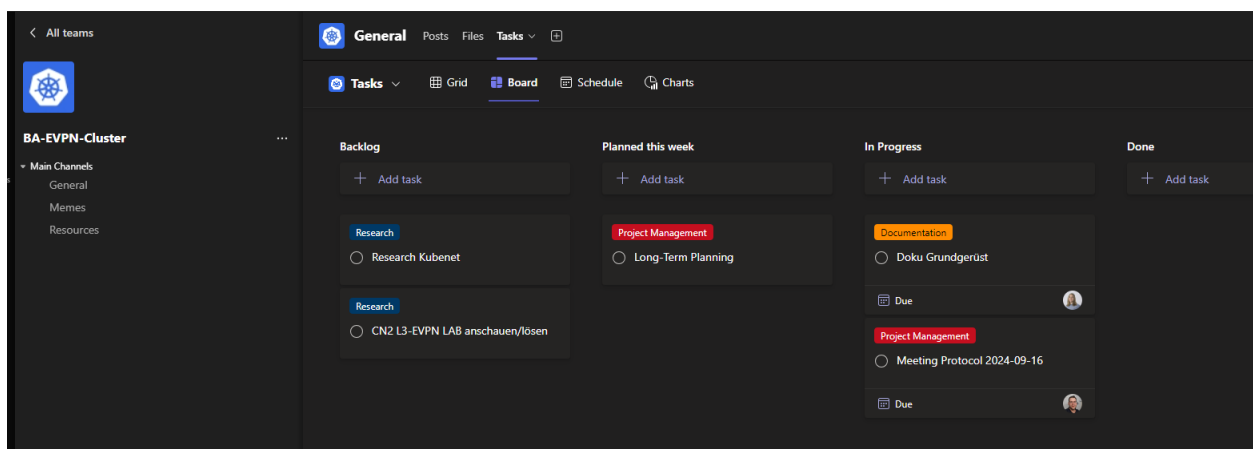 All teams
BA-EVPN-Cluster
Main Channels
General
Memes
Resources
General Posts Files Tasks
Tasks Grid Board Schedule Charts
Backlog
Add task
Research
Research Kubenet
Research
CN2 L3-EVPN LAB anschauen/lösen
Planned this week
Add task
Project Management
Long-Term Planning
In Progress
Add task
Documentation
Doku Grundgerüst
Due
Project Management
Meeting Protocol 2024-09-16
Due
Done
Add task